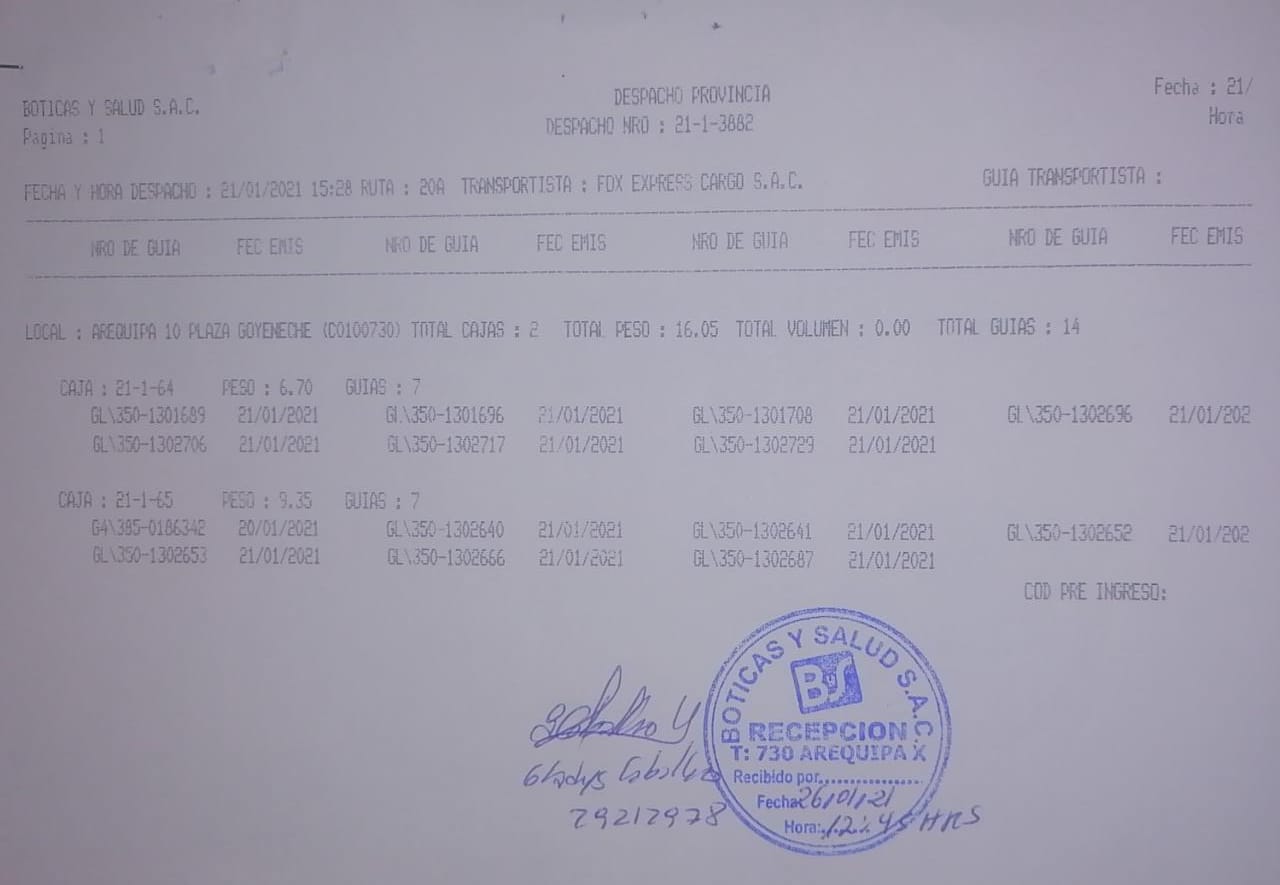 BOTICAS Y SALUD S.A.C. DESPACHO PROVINCIA Fecha : 21/
Pagina : 1 DESPACHO NRO : 21-1-3882 Hora
FECHA Y HORA DESPACHO : 21/01/2021 15:28 RUTA : 20A TRANSPORTISTA : FDX EXPRESS CARGO S.A.C. GUIA TRANSPORTISTA :
NRO DE GUIA FEC EMIS NRO DE GUIA FEC EMIS NRO DE GUIA FEC EMIS NRO DE GUIA FEC EMIS
LOCAL : AREQUIPA 10 PLAZA GOYENECHE (C0100730) TOTAL CAJAS : 2 TOTAL PESO : 16.05 TOTAL VOLUMEN : 0.00 TOTAL GUIAS : 14
CAJA : 21-1-64 PESO : 6.70 GUIAS : 7
GL\350-1301689 21/01/2021 GL\350-1301696 21/01/2021 GL\350-1301708 21/01/2021 GL\350-1302696 21/01/202
GL\350-1302706 21/01/2021 GL\350-1302717 21/01/2021 GL\350-1302729 21/01/2021
CAJA : 21-1-65 PESO : 9.35 GUIAS : 7
G4\385-0186342 20/01/2021 GL\350-1302640 21/01/2021 GL\350-1302641 21/01/2021 GL\350-1302652 21/01/202
GL\350-1302653 21/01/2021 GL\350-1302666 21/01/2021 GL\350-1302687 21/01/2021
COD PRE INGRESO:
BOTICAS Y SALUD S.A.C.
BYS
RECEPCION
T: 730 AREQUIPA X
Recibido por
Fecha: 26/01/21
Hora: 12:45 HRS
Gladys Caballero
29212978